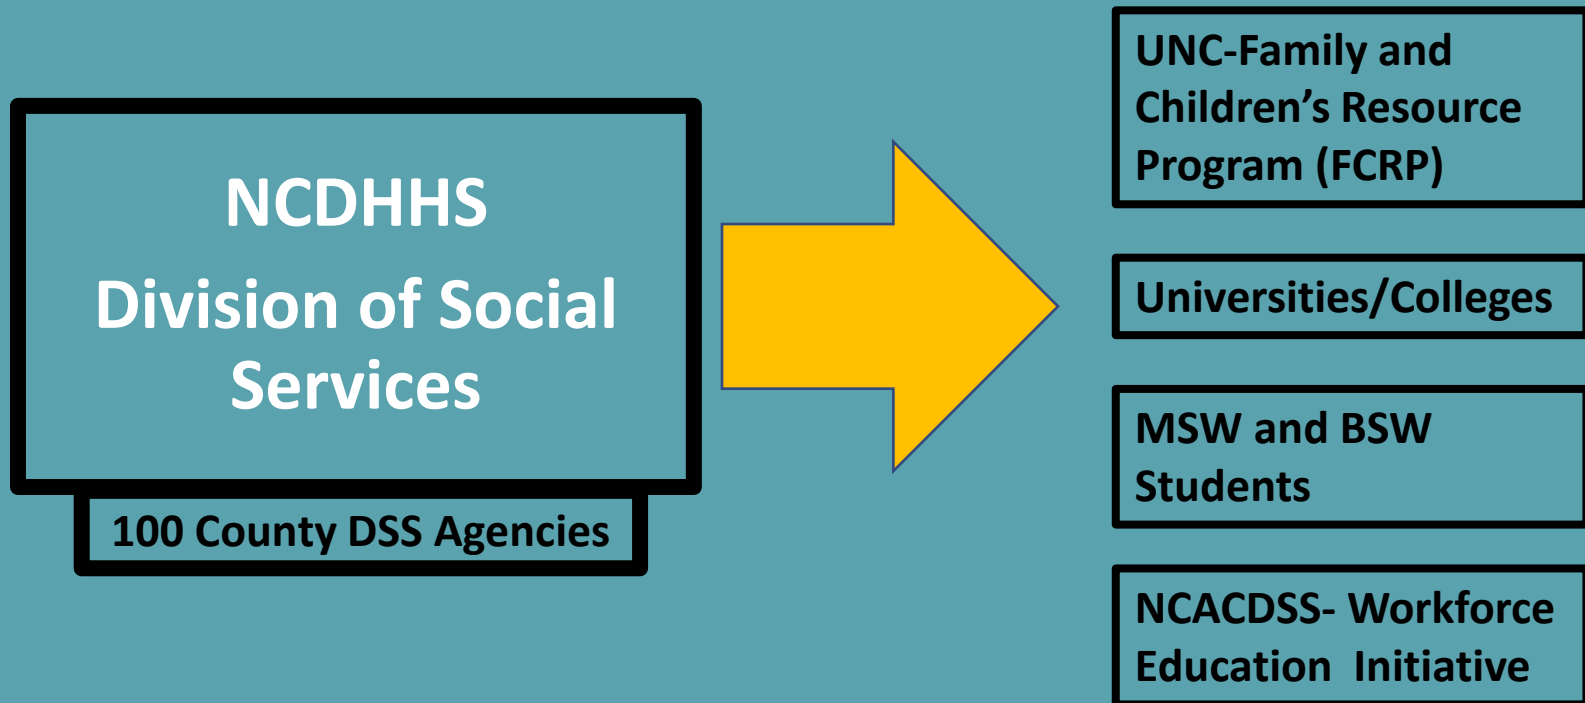 NCDHHS
Division of Social
Services
100 County DSS Agencies
UNC-Family and
Children’s Resource
Program (FCRP)
Universities/Colleges
MSW and BSW
Students
NCACDSS- Workforce
Education  Initiative